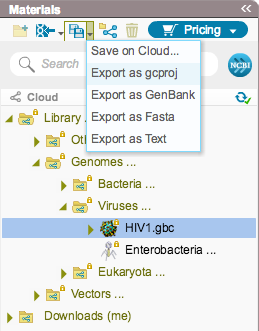 Materials
Pricing
Save on Cloud...
Search
NCBI
Export as gcproj
Cloud
Export as GenBank
Library
Export as Fasta
Export as Text
Genomes ...
Bacteria ...
Viruses ...
HIV1.gbc
Enterobacteria ...
Eukaryota ...
Vectors ...
Downloads (me)